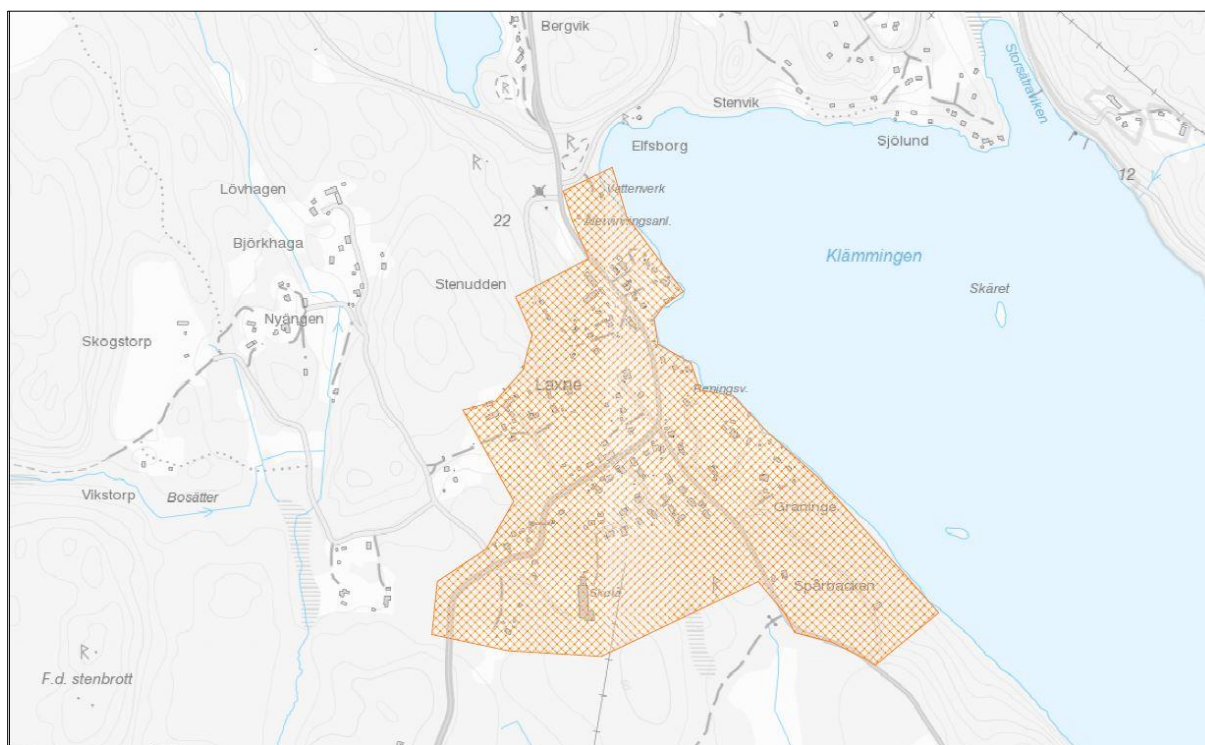 Bergvik
Stenvik
Storsätraviken
Elfsborg
Sjölund
12
Lövhagen
Vattenverk
22
Återvinningsanl.
Björkhaga
Klämmingen
Stenudden
Skäret
Nyängen
Skogstorp
Laxne
Reningsv.
Vikstorp
Bosätter
Graninge
Spårbacken
Skola
R
R
R
R
R
R
F.d. stenbrott